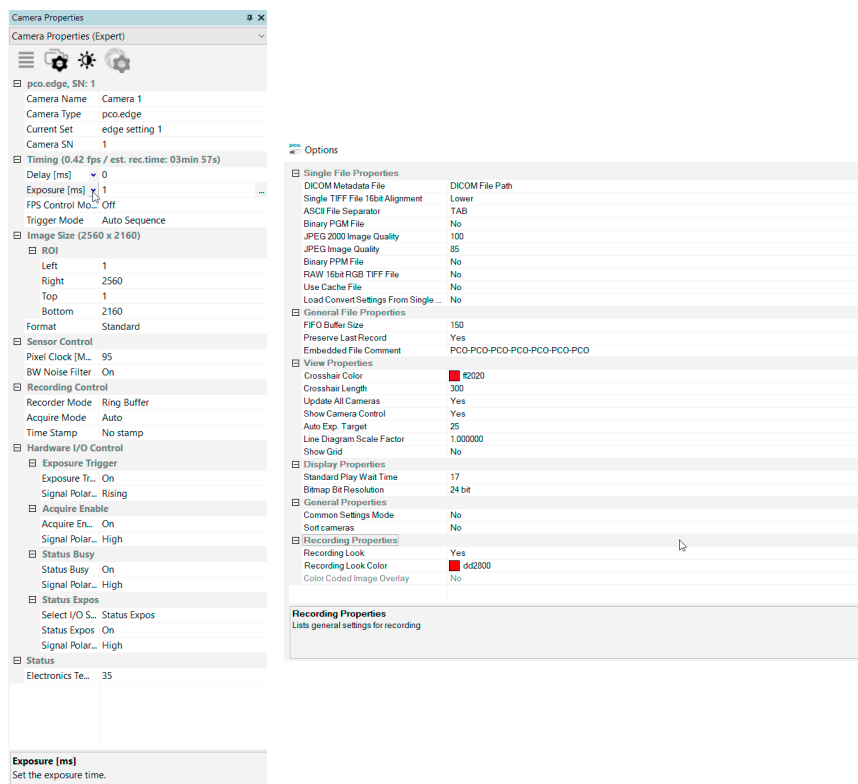 Camera Properties
Camera Properties (Expert)
pco.edge, SN: 1
Camera Name Camera 1
Camera Type pco.edge
Current Set edge setting 1
Camera SN 1
Timing (0.42 fps / est. rec.time: 03min 57s)
Delay [ms] 0
Exposure [ms] 1 ...
FPS Control Mo... Off
Trigger Mode Auto Sequence
Image Size (2560 x 2160)
ROI
Left 1
Right 2560
Top 1
Bottom 2160
Format Standard
Sensor Control
Pixel Clock [M... 95
BW Noise Filter On
Recording Control
Recorder Mode Ring Buffer
Acquire Mode Auto
Time Stamp No stamp
Hardware I/O Control
Exposure Trigger
Exposure Tr... On
Signal Polar... Rising
Acquire Enable
Acquire En... On
Signal Polar... High
Status Busy
Status Busy On
Signal Polar... High
Status Expos
Select I/O S... Status Expos
Status Expos On
Signal Polar... High
Status
Electronics Te... 35
Exposure [ms]
Set the exposure time.
pco. Options
Single File Properties
DICOM Metadata File DICOM File Path
Single TIFF File 16bit Alignment Lower
ASCII File Separator TAB
Binary PGM File No
JPEG 2000 Image Quality 100
JPEG Image Quality 85
Binary PPM File No
RAW 16bit RGB TIFF File No
Use Cache File No
Load Convert Settings From Single ... No
General File Properties
FIFO Buffer Size 150
Preserve Last Record Yes
Embedded File Comment PCO-PCO-PCO-PCO-PCO-PCO-PCO
View Properties
Crosshair Color ff2020
Crosshair Length 300
Update All Cameras Yes
Show Camera Control Yes
Auto Exp. Target 25
Line Diagram Scale Factor 1.000000
Show Grid No
Display Properties
Standard Play Wait Time 17
Bitmap Bit Resolution 24 bit
General Properties
Common Settings Mode No
Sort cameras No
Recording Properties
Recording Look Yes
Recording Look Color dd2800
Color Coded Image Overlay No
Recording Properties
Lists general settings for recording